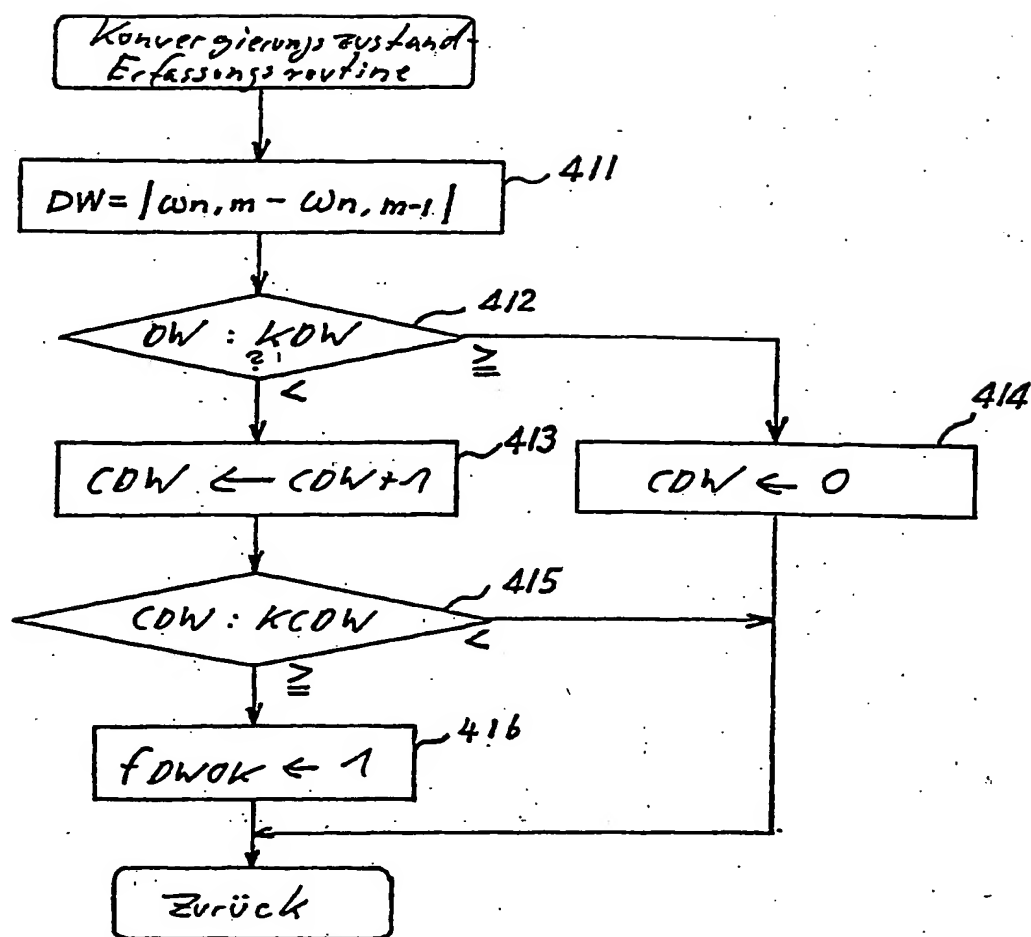 Konvergierungszustand-
Erfassungsroutine
411
DW = |ωn,m - ωn,m-1|
412
DW : KDW
?
≧
<
414
413
CDW ← CDW+1
CDW ← 0
415
CDW : KCDW
<
≧
416
fDWOK ← 1
Zurück